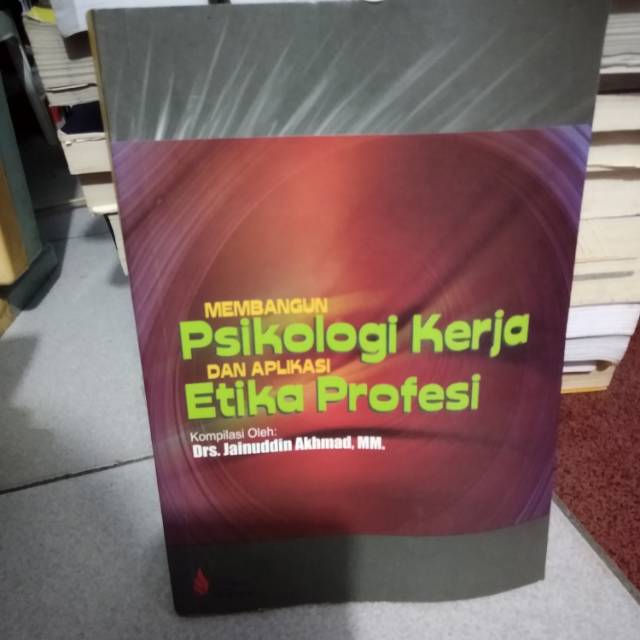 MEMBANGUN
Psikologi Kerja
DAN APLIKASI
Etika Profesi
Kompilasi Oleh:
Drs. Jainuddin Akhmad, MM.